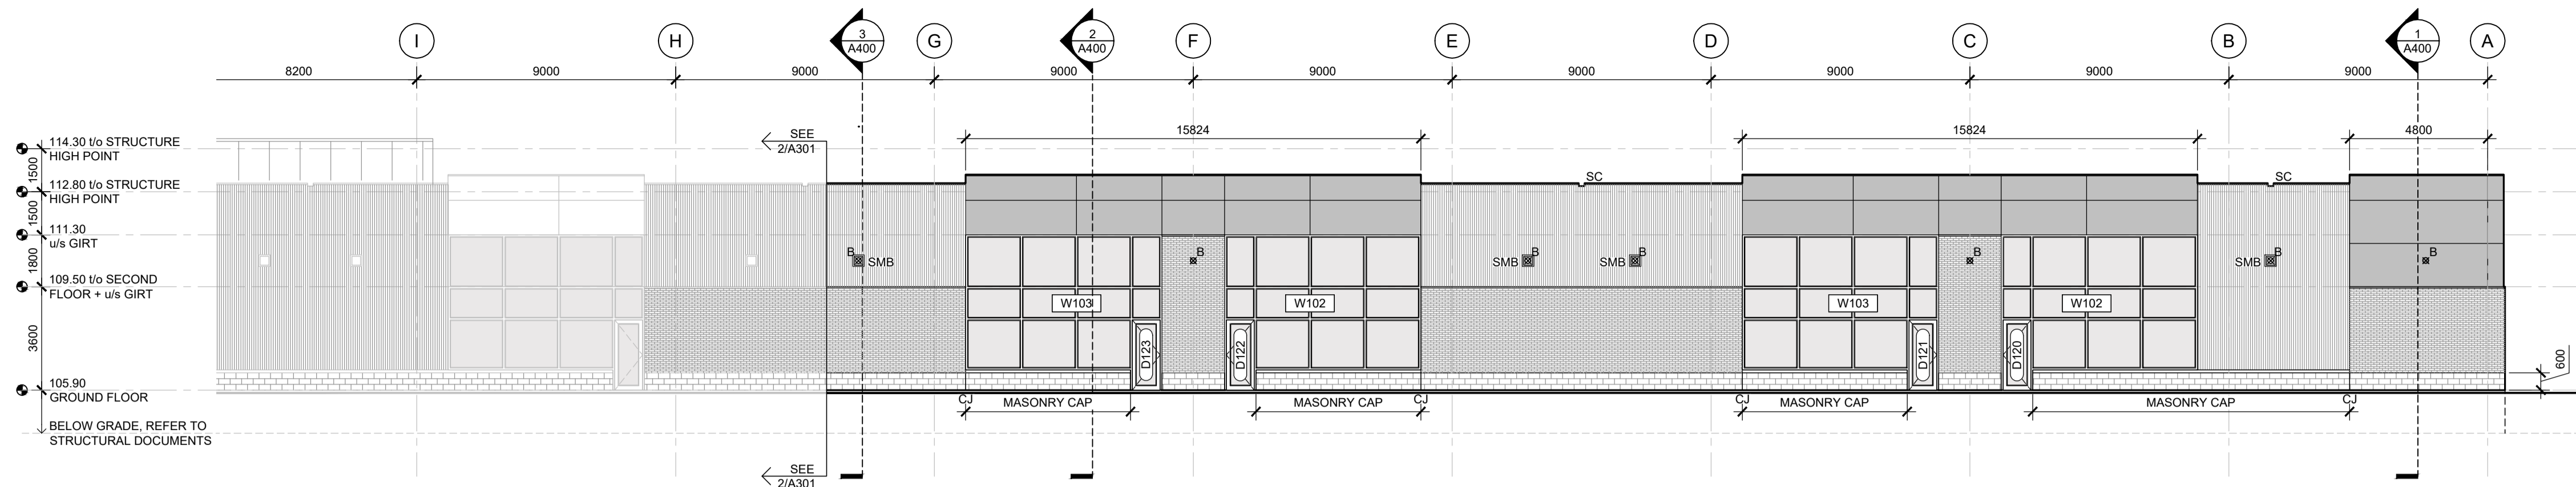 I
H
3
A400
G
2
A400
F
E
D
C
B
1
A400
A
8200
9000
9000
9000
9000
9000
9000
9000
9000
SEE
2/A301
15824
15824
4800
114.30 t/o STRUCTURE
HIGH POINT
1500
112.80 t/o STRUCTURE
HIGH POINT
1500
111.30
u/s GIRT
1800
109.50 t/o SECOND
FLOOR + u/s GIRT
3600
105.90
GROUND FLOOR
BELOW GRADE, REFER TO
STRUCTURAL DOCUMENTS
SC
SC
B
SMB
B
SMB
B
SMB
B
B
SMB
B
B
W103
W102
W103
W102
D123
D122
D121
D120
600
CJ
MASONRY CAP
MASONRY CAP
CJ
CJ
MASONRY CAP
MASONRY CAP
CJ
SEE
2/A301